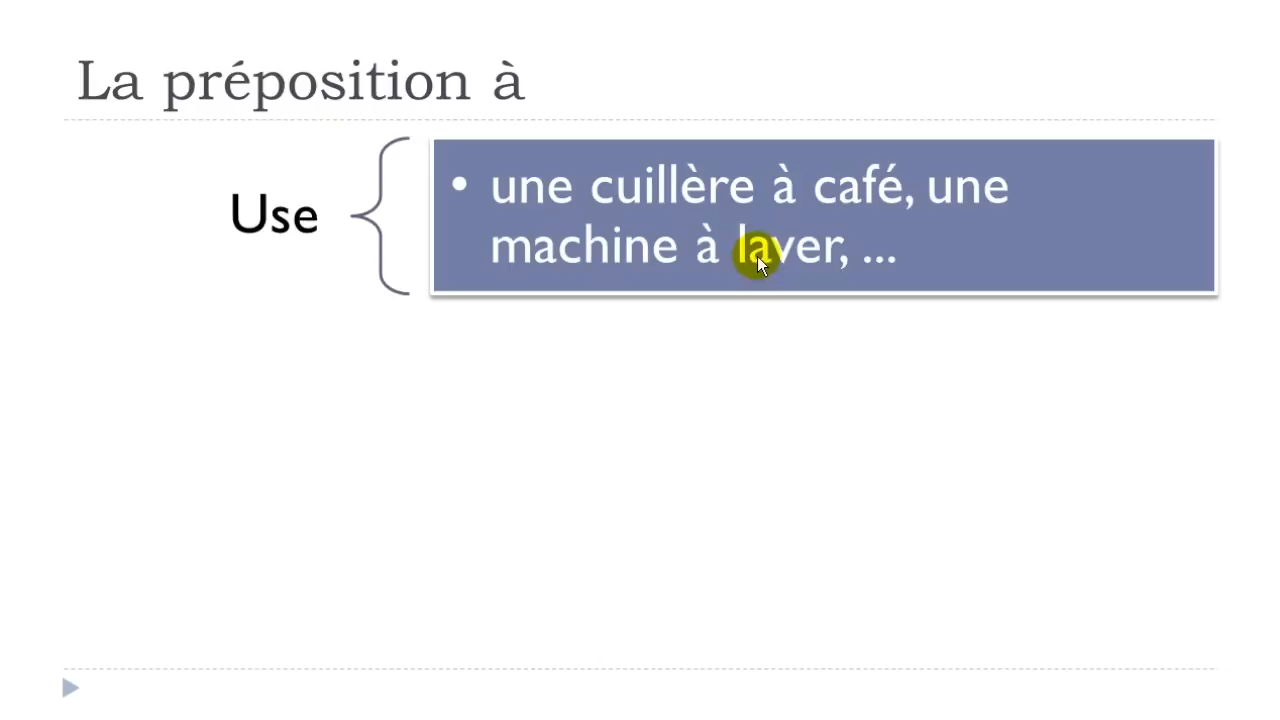 La préposition à
Use
• une cuillère à café, une
machine à laver, ...